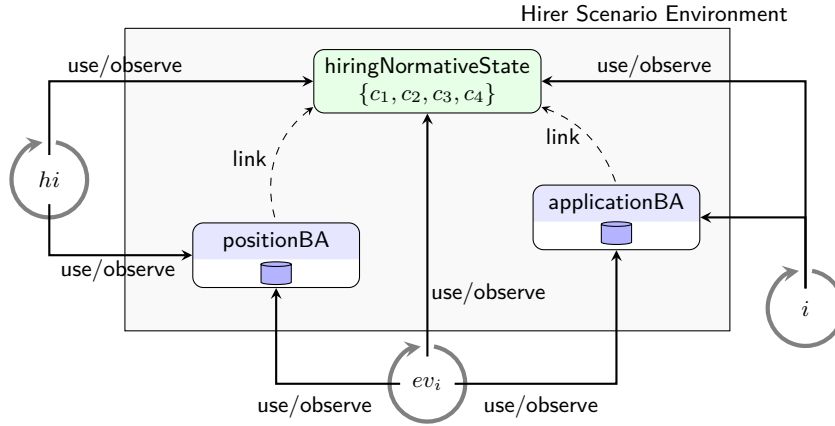 Hirer Scenario Environment
use/observe
hiringNormativeState
{c₁, c₂, c₃, c₄}
use/observe
link
link
hi
applicationBA
positionBA
use/observe
use/observe
i
ev_i
use/observe
use/observe